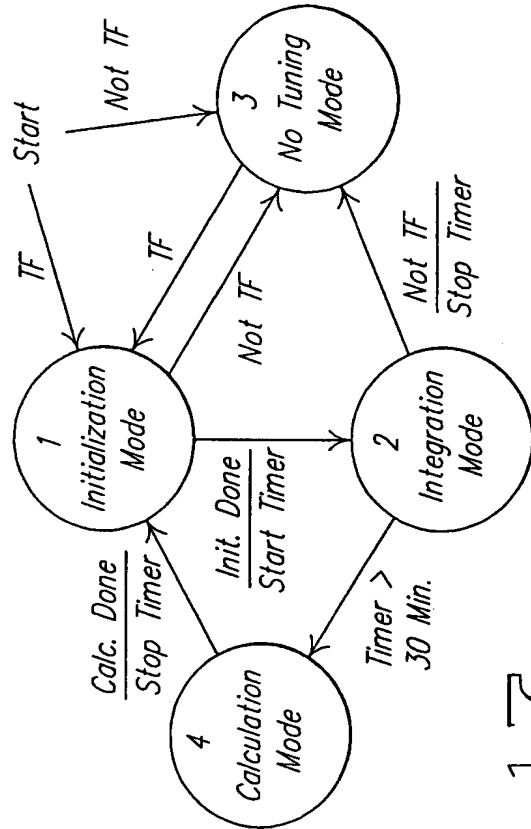 Start
TF
Not TF
1
Initialization
Mode
3
No Tuning
Mode
TF
Not TF
Calc. Done
Stop Timer
Init. Done
Start Timer
Not TF
Stop Timer
4
Calculation
Mode
2
Integration
Mode
Timer >
30 Min.